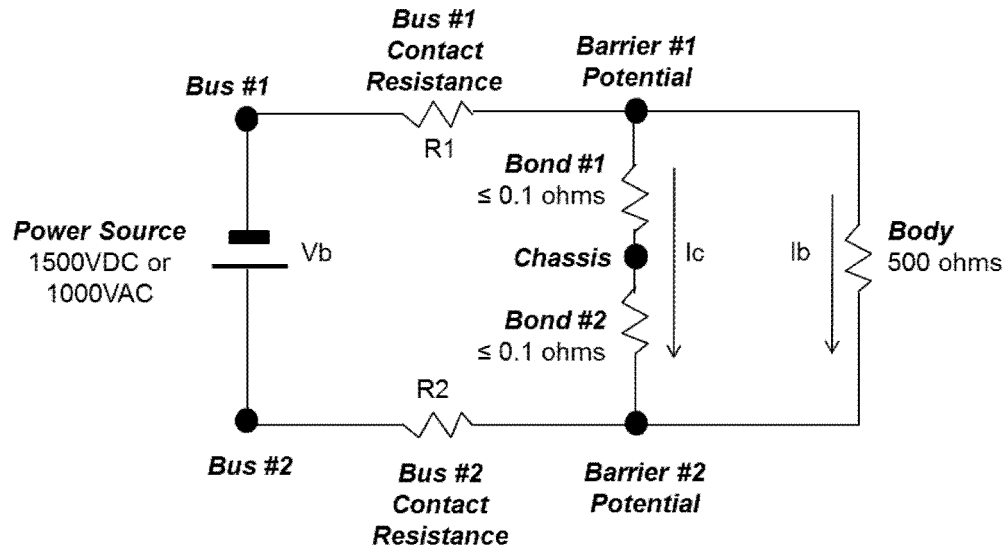 Bus #1
Contact
Resistance
Barrier #1
Potential
Bus #1
R1
Bond #1
≤ 0.1 ohms
Power Source
1500VDC or
1000VAC
Vb
Chassis
Ic
Ib
Body
500 ohms
Bond #2
≤ 0.1 ohms
R2
Bus #2
Bus #2
Contact
Resistance
Barrier #2
Potential